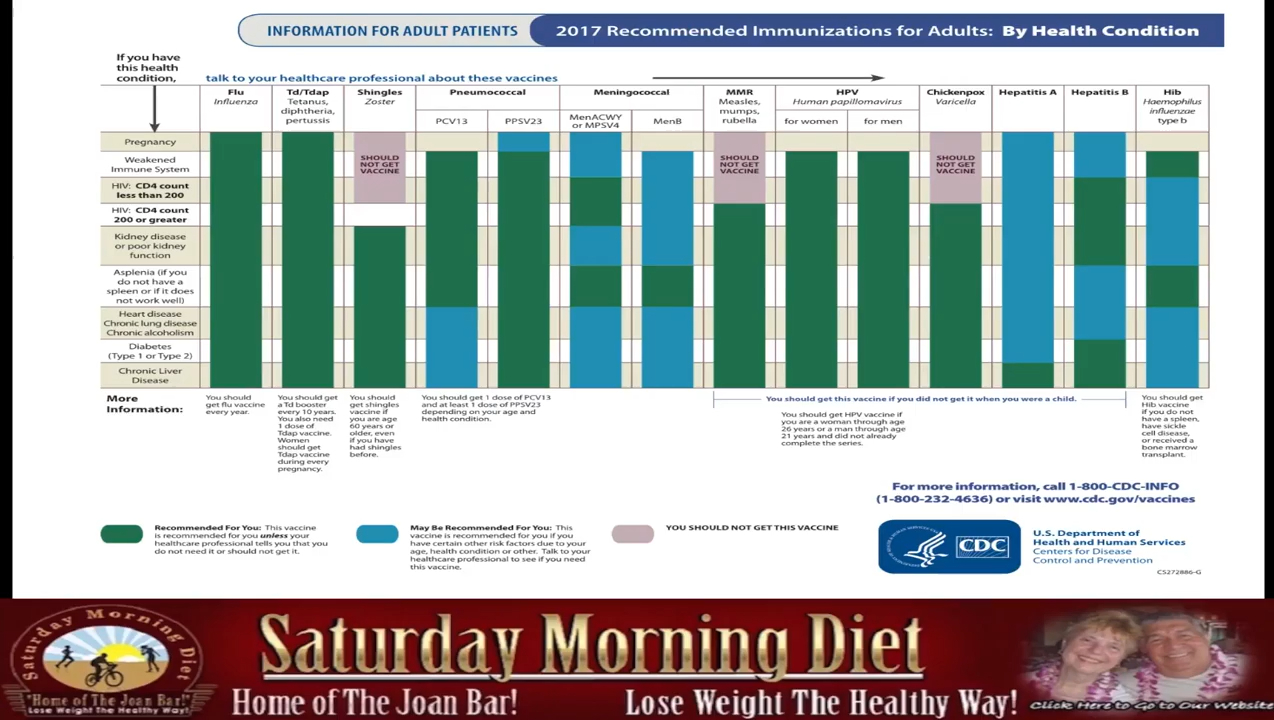 INFORMATION FOR ADULT PATIENTS
2017 Recommended Immunizations for Adults: By Health Condition
If you have
this health
condition,
talk to your healthcare professional about these vaccines
Flu
Influenza
Td/Tdap
Tetanus,
diphtheria,
pertussis
Shingles
Zoster
Pneumococcal
PCV13
PPSV23
Meningococcal
MenACWY
or MPSV4
MenB
MMR
Measles,
mumps,
rubella
HPV
Human papillomavirus
for women
for men
Chickenpox
Varicella
Hepatitis A
Hepatitis B
Hib
Haemophilus
influenzae
type b
Pregnancy
Weakened
Immune System
HIV: CD4 count
less than 200
HIV: CD4 count
200 or greater
Kidney disease
or poor kidney
function
Asplenia (if you
do not have a
spleen or if it does
not work well)
Heart disease
Chronic lung disease
Chronic alcoholism
Diabetes
(Type 1 or Type 2)
Chronic Liver
Disease
SHOULD
NOT GET
VACCINE
SHOULD
NOT GET
VACCINE
SHOULD
NOT GET
VACCINE
More
Information:
You should
get flu vaccine
every year.
You should get
a Td booster
every 10 years.
You also need
1 dose of
Tdap vaccine.
Women
should get
Tdap vaccine
during every
pregnancy.
You should
get shingles
vaccine if
you are age
60 years or
older, even
if you have
had shingles
before.
You should get 1 dose of PCV13
and at least 1 dose of PPSV23
depending on your age and
health condition.
You should get this vaccine if you did not get it when you were a child.
You should get HPV vaccine if
you are a woman through age
26 years or a man through age
21 years and did not already
complete the series.
You should get
Hib vaccine
if you do not
have a spleen,
have sickle
cell disease,
or received a
bone marrow
transplant.
For more information, call 1-800-CDC-INFO
(1-800-232-4636) or visit www.cdc.gov/vaccines
Recommended For You: This vaccine
is recommended for you unless your
healthcare professional tells you that you
do not need it or should not get it.
May Be Recommended For You: This
vaccine is recommended for you if you
have certain other risk factors due to your
age, health condition or other. Talk to your
healthcare professional to see if you need
this vaccine.
YOU SHOULD NOT GET THIS VACCINE
CDC
U.S. Department of
Health and Human Services
Centers for Disease
Control and Prevention
CS272886-G
Saturday Morning Diet
"Home of The Joan Bar!"
Lose Weight The Healthy Way!
Saturday Morning Diet
Home of The Joan Bar!
Lose Weight The Healthy Way!
Click Here to Go to Our Website